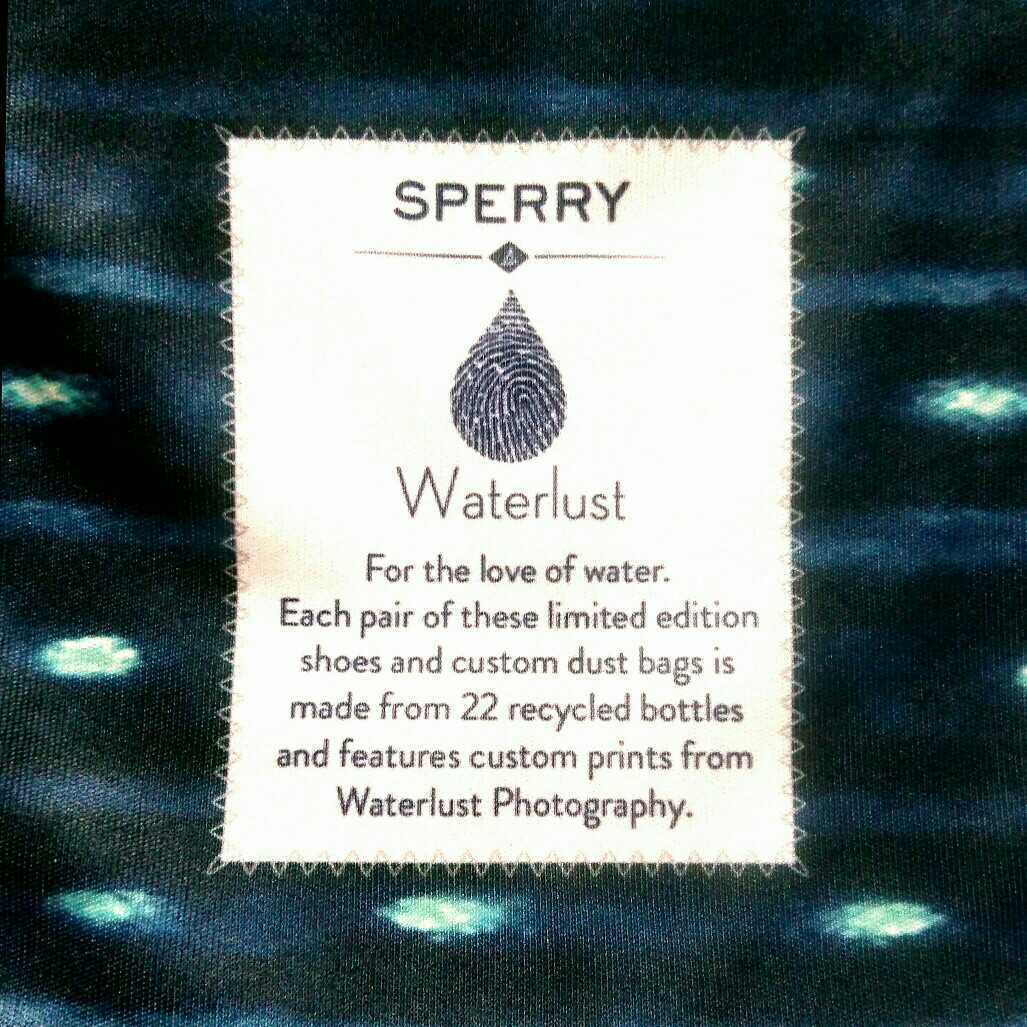 SPERRY
Waterlust
For the love of water.
Each pair of these limited edition
shoes and custom dust bags is
made from 22 recycled bottles
and features custom prints from
Waterlust Photography.